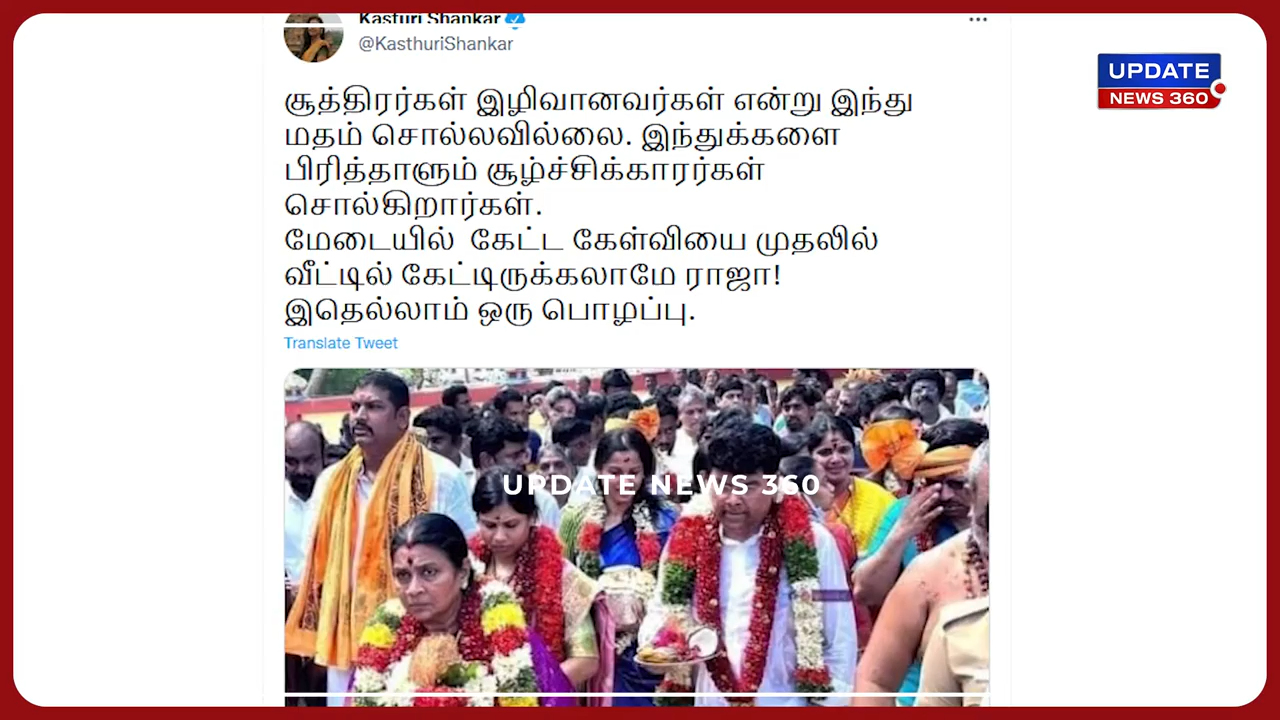 Kasturi Shankar
@KasthuriShankar
UPDATE
NEWS 360
சூத்திரர்கள் இழிவானவர்கள் என்று இந்து
மதம் சொல்லவில்லை. இந்துக்களை
பிரித்தாளும் சூழ்ச்சிக்காரர்கள்
சொல்கிறார்கள்.
மேடையில் கேட்ட கேள்வியை முதலில்
வீட்டில் கேட்டிருக்கலாமே ராஜா!
இதெல்லாம் ஒரு பொழப்பு.
Translate Tweet
UPDATE NEWS 360